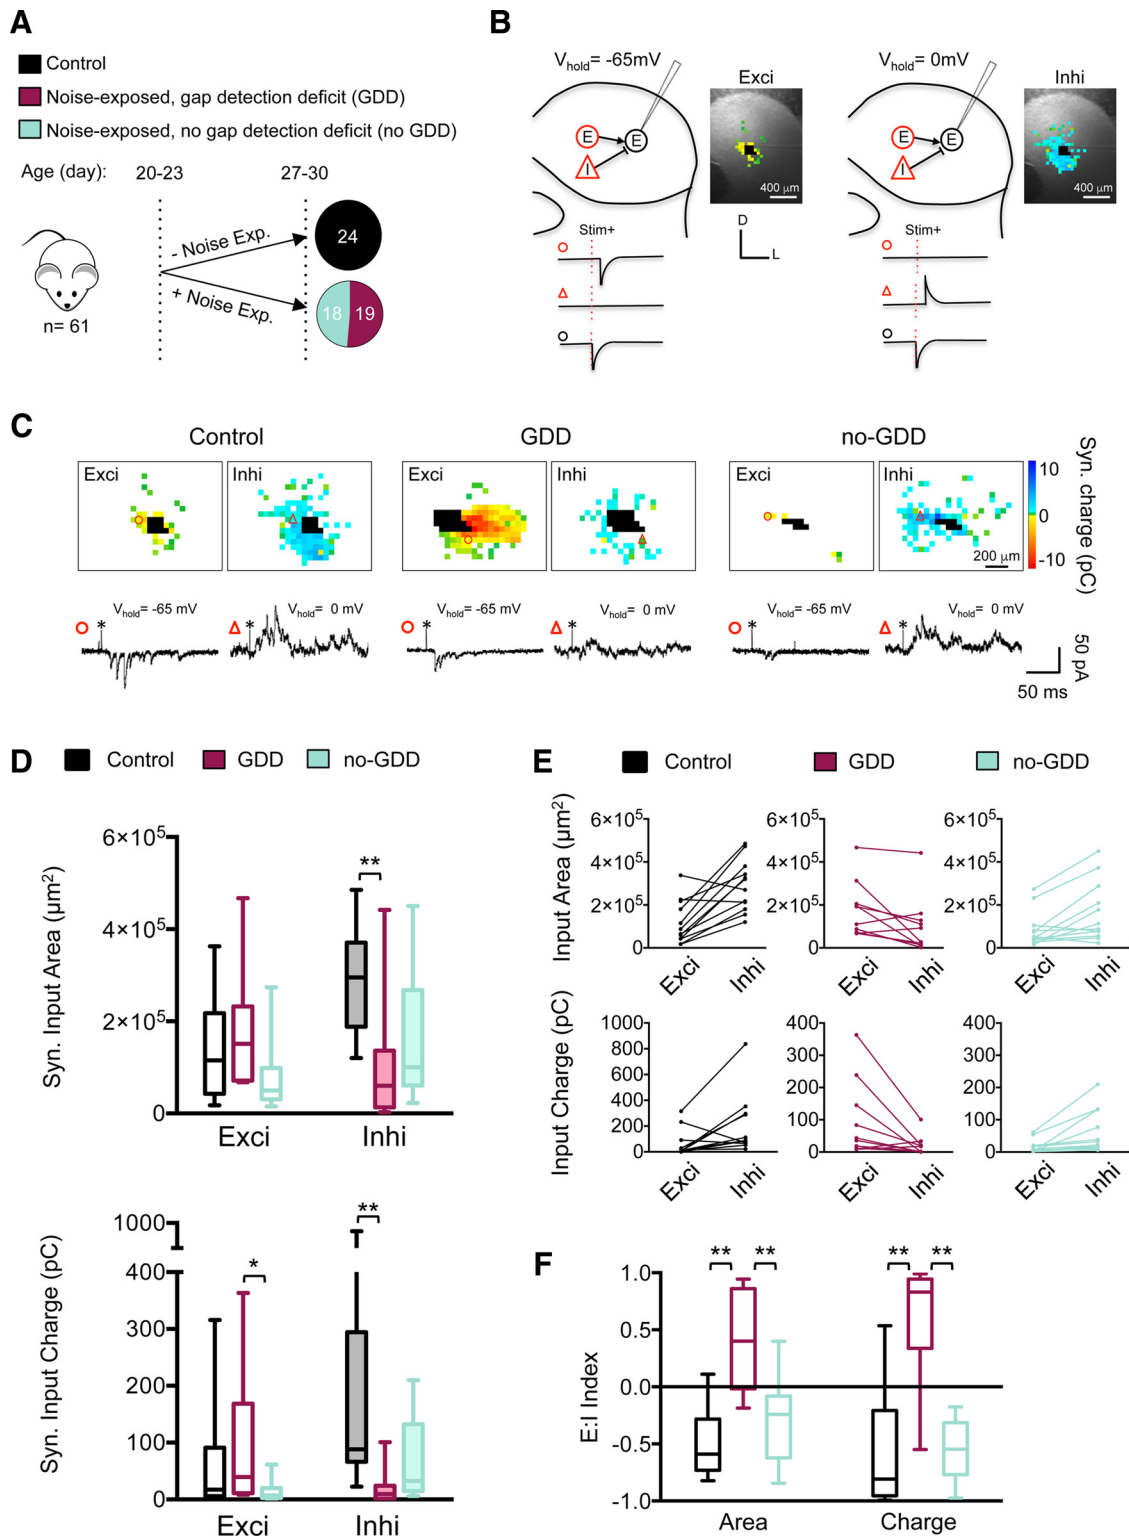 A
Control
Noise-exposed, gap detection deficit (GDD)
Noise-exposed, no gap detection deficit (no GDD)
Age (day): 20-23 27-30
- Noise Exp.
+ Noise Exp.
24
18 19
n= 61
B
Vhold= -65mV
Exci
Vhold= 0mV
Inhi
E E
I
400 µm
E E
I
400 µm
Stim+
D
L
Stim+
C
Control GDD no-GDD
Exci Inhi Exci Inhi Exci Inhi
200 µm
10
0
-10
Syn. charge (pC)
Vhold= -65 mV Vhold= 0 mV Vhold= -65 mV Vhold= 0 mV Vhold= -65 mV Vhold= 0 mV
* * * * * *
50 pA
50 ms
D
Control GDD no-GDD
Syn. Input Area (µm2)
6×105
4×105
2×105
0
**
Exci Inhi
Syn. Input Charge (pC)
1000
400
300
200
100
0
* **
Exci Inhi
E
Control GDD no-GDD
Input Area (µm2)
6×105 6×105 6×105
4×105 4×105 4×105
2×105 2×105 2×105
0 0 0
Exci Inhi Exci Inhi Exci Inhi
Input Charge (pC)
1000 400 400
800 300 300
600 200 200
400 100 100
200 0 0
0
Exci Inhi Exci Inhi Exci Inhi
F
** ** ** **
E:I Index
1.0
0.5
0.0
-0.5
-1.0
Area Charge